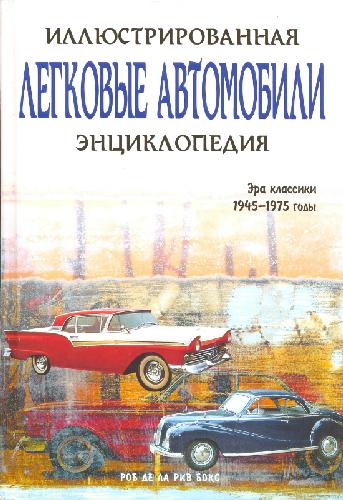 ИЛЛЮСТРИРОВАННАЯ
ЛЕГКОВЫЕ АВТОМОБИЛИ
ЭНЦИКЛОПЕДИЯ
Эра классики
1945–1975 годы
РОБ ДЕ ЛА РИВ БОКС